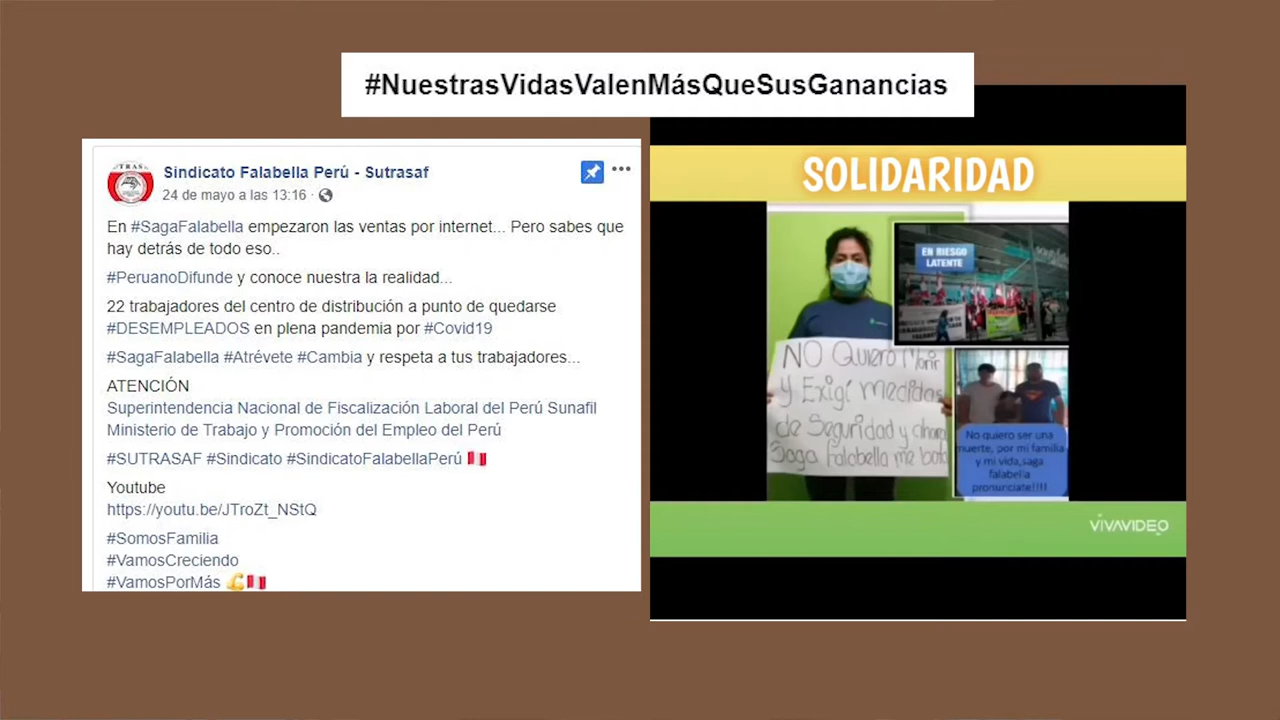 #NuestrasVidasValenMásQueSusGanancias
Sindicato Falabella Perú - Sutrasaf
24 de mayo a las 13:16
En #SagaFalabella empezaron las ventas por internet... Pero sabes que
hay detrás de todo eso..
#PeruanoDifunde y conoce nuestra la realidad...
22 trabajadores del centro de distribución a punto de quedarse
#DESEMPLEADOS en plena pandemia por #Covid19
#SagaFalabella #Atrévete #Cambia y respeta a tus trabajadores...
ATENCIÓN
Superintendencia Nacional de Fiscalización Laboral del Perú Sunafil
Ministerio de Trabajo y Promoción del Empleo del Perú
#SUTRASAF #Sindicato #SindicatoFalabellaPerú 🇵🇪
Youtube
https://youtu.be/JTroZt_NStQ
#SomosFamilia
#VamosCreciendo
#VamosPorMás 💪🇵🇪
SOLIDARIDAD
EN RIESGO
LATENTE
NO Quiero Morir
y Exigí medidas
de Seguridad y ahora
Saga falabella me bota
No quiero ser una
muerte, por mi familia
y mi vida,saga
falabella
pronunciate!!!!
VIVAVIDEO